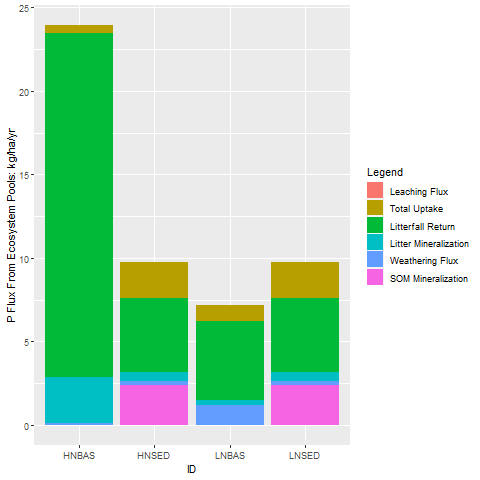 P Flux From Ecosystem Pools: kg/ha/yr
25
20
15
10
5
0
HNBAS
HNSED
LNBAS
LNSED
ID
Legend
Leaching Flux
Total Uptake
Litterfall Return
Litter Mineralization
Weathering Flux
SOM Mineralization